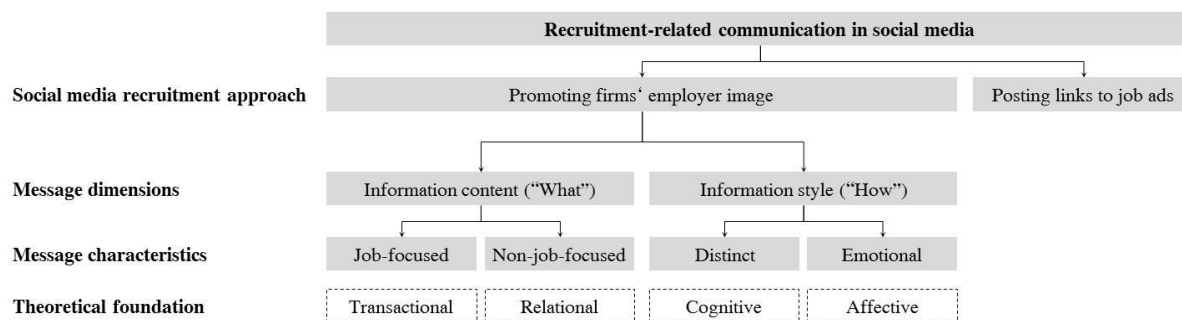 Recruitment-related communication in social media
Social media recruitment approach
Promoting firms‘ employer image
Posting links to job ads
Message dimensions
Information content (“What”)
Information style (“How”)
Message characteristics
Job-focused
Non-job-focused
Distinct
Emotional
Theoretical foundation
Transactional
Relational
Cognitive
Affective